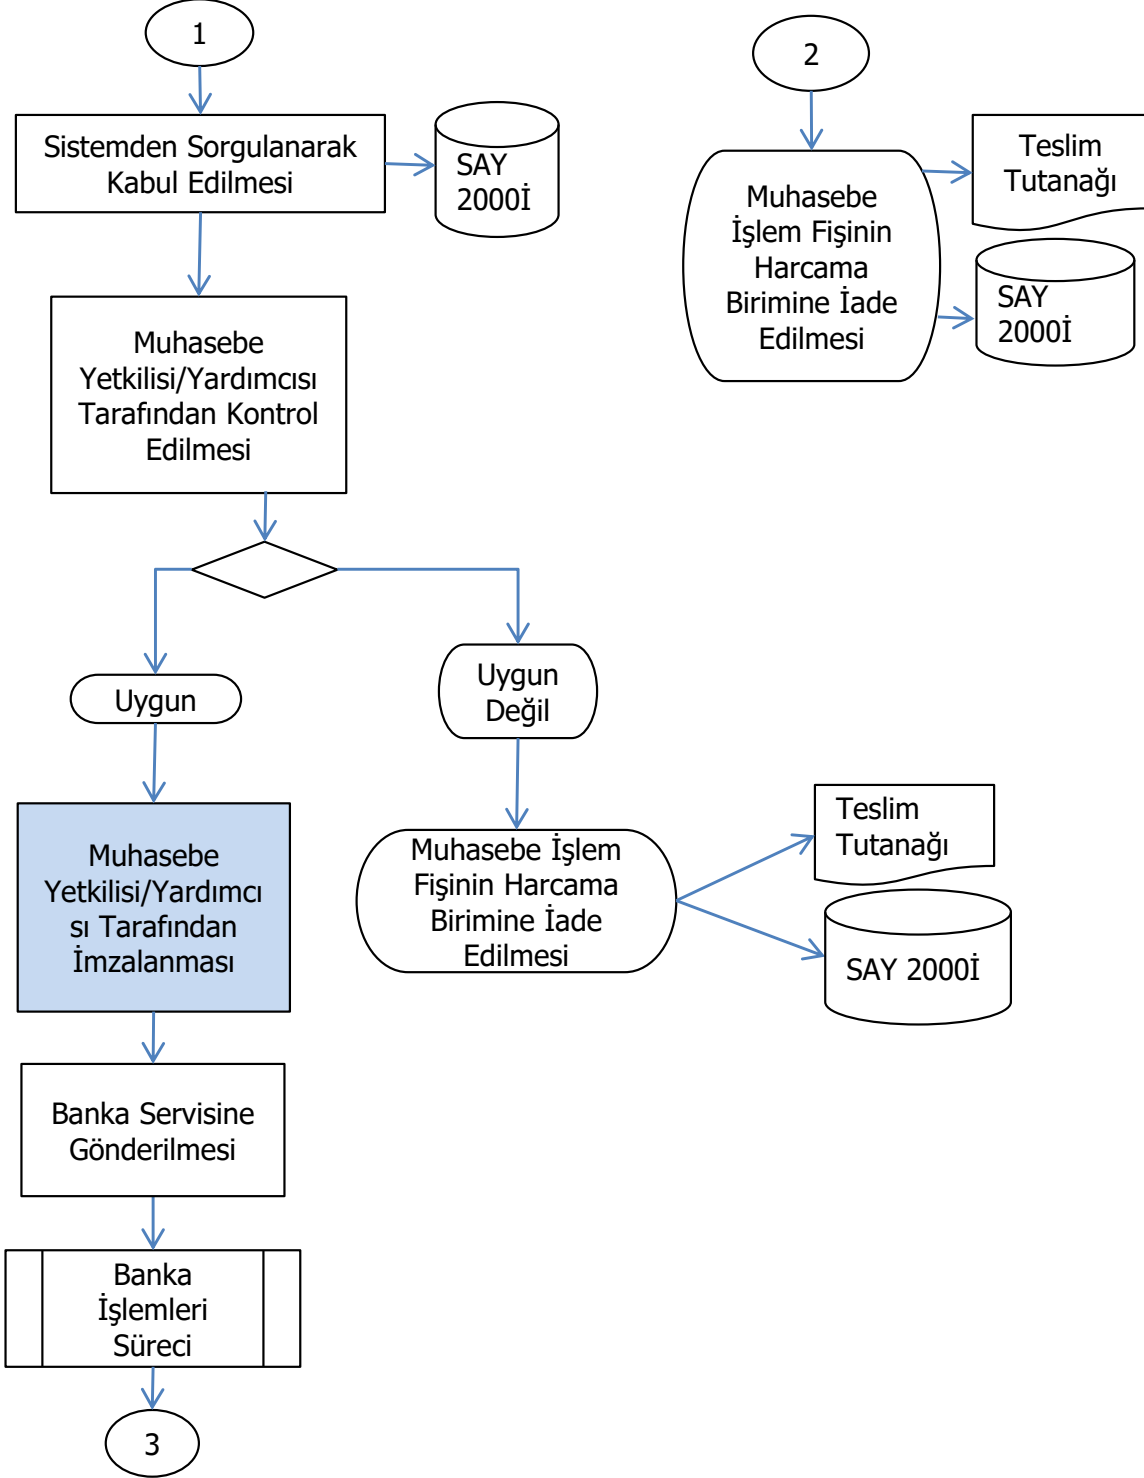 1
Sistemden Sorgulanarak
Kabul Edilmesi
SAY
2000İ
Muhasebe
Yetkilisi/Yardımcısı
Tarafından Kontrol
Edilmesi
Uygun
Uygun
Değil
Muhasebe
Yetkilisi/Yardımcı
sı Tarafından
İmzalanması
Muhasebe İşlem
Fişinin Harcama
Birimine İade
Edilmesi
Teslim
Tutanağı
SAY 2000İ
Banka Servisine
Gönderilmesi
Banka
İşlemleri
Süreci
3
2
Muhasebe
İşlem Fişinin
Harcama
Birimine İade
Edilmesi
Teslim
Tutanağı
SAY
2000İ